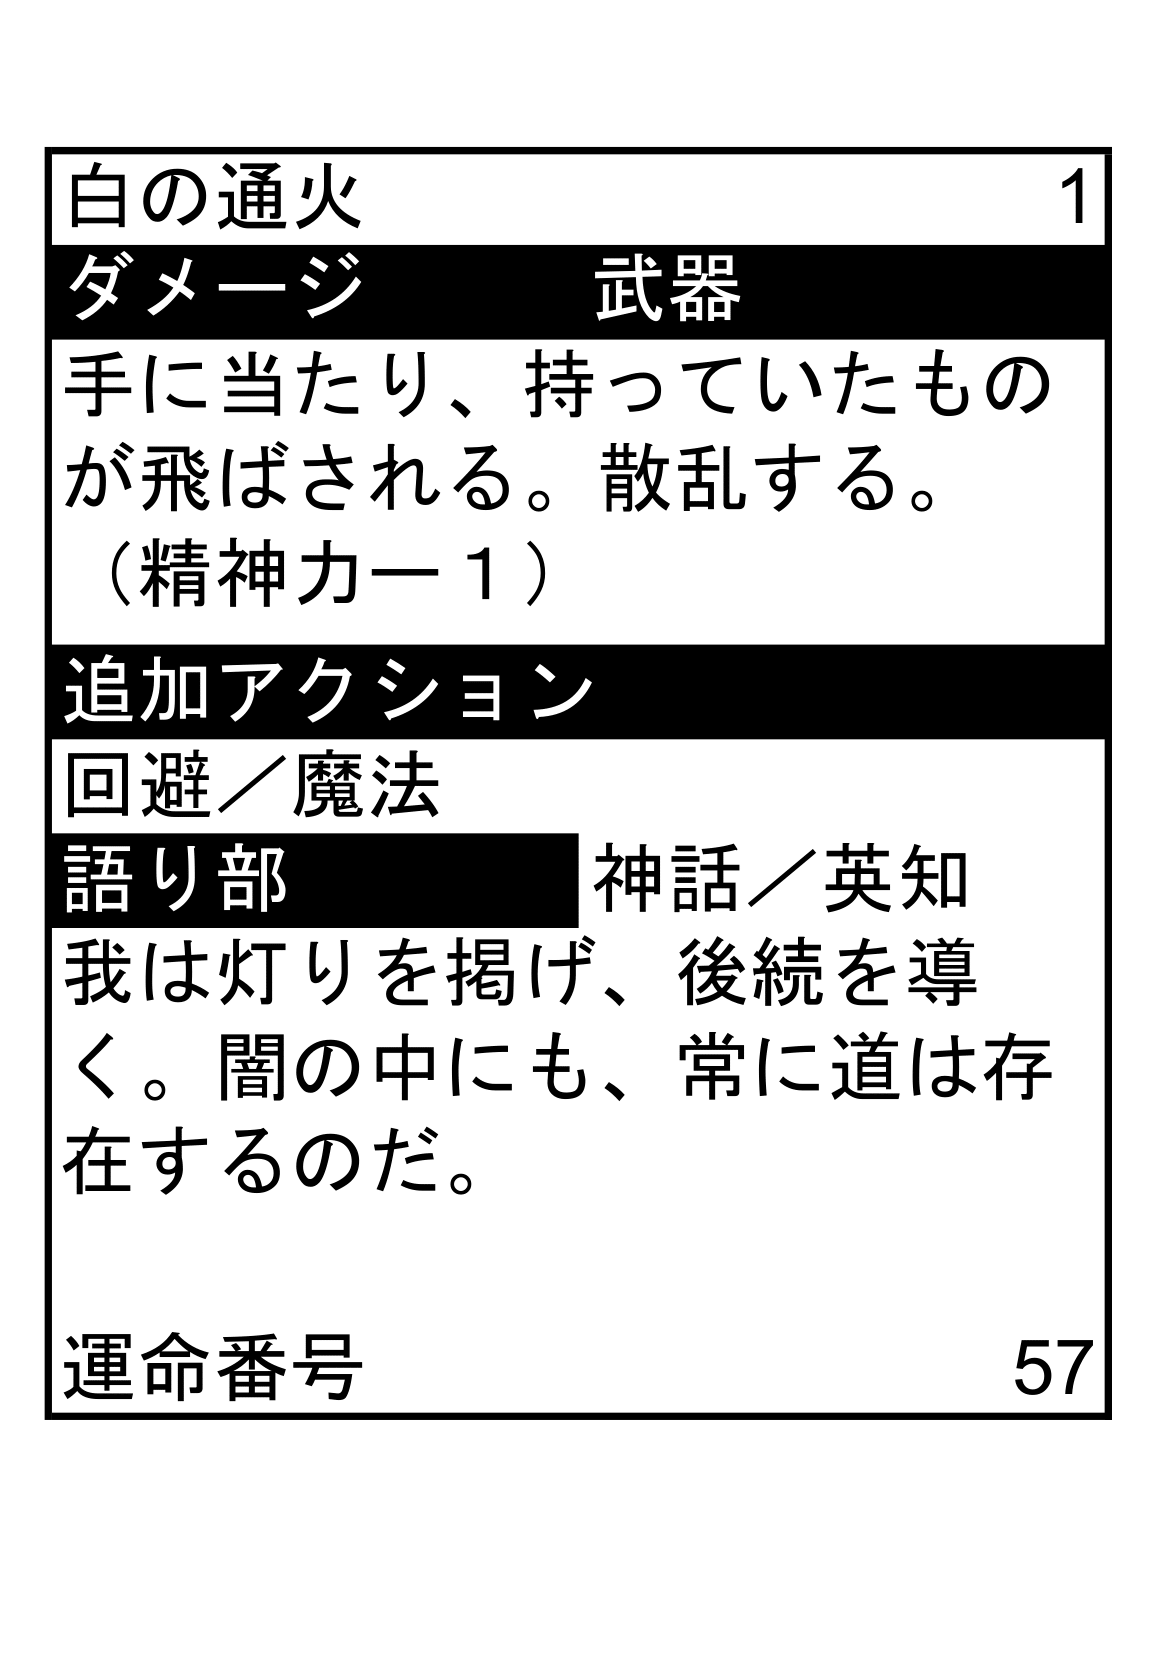 白の通火 1
ダメージ 武器
手に当たり、持っていたもの
が飛ばされる。散乱する。
（精神力ー１）
追加アクション
回避／魔法
語り部 神話／英知
我は灯りを掲げ、後続を導
く。闇の中にも、常に道は存
在するのだ。
運命番号 57